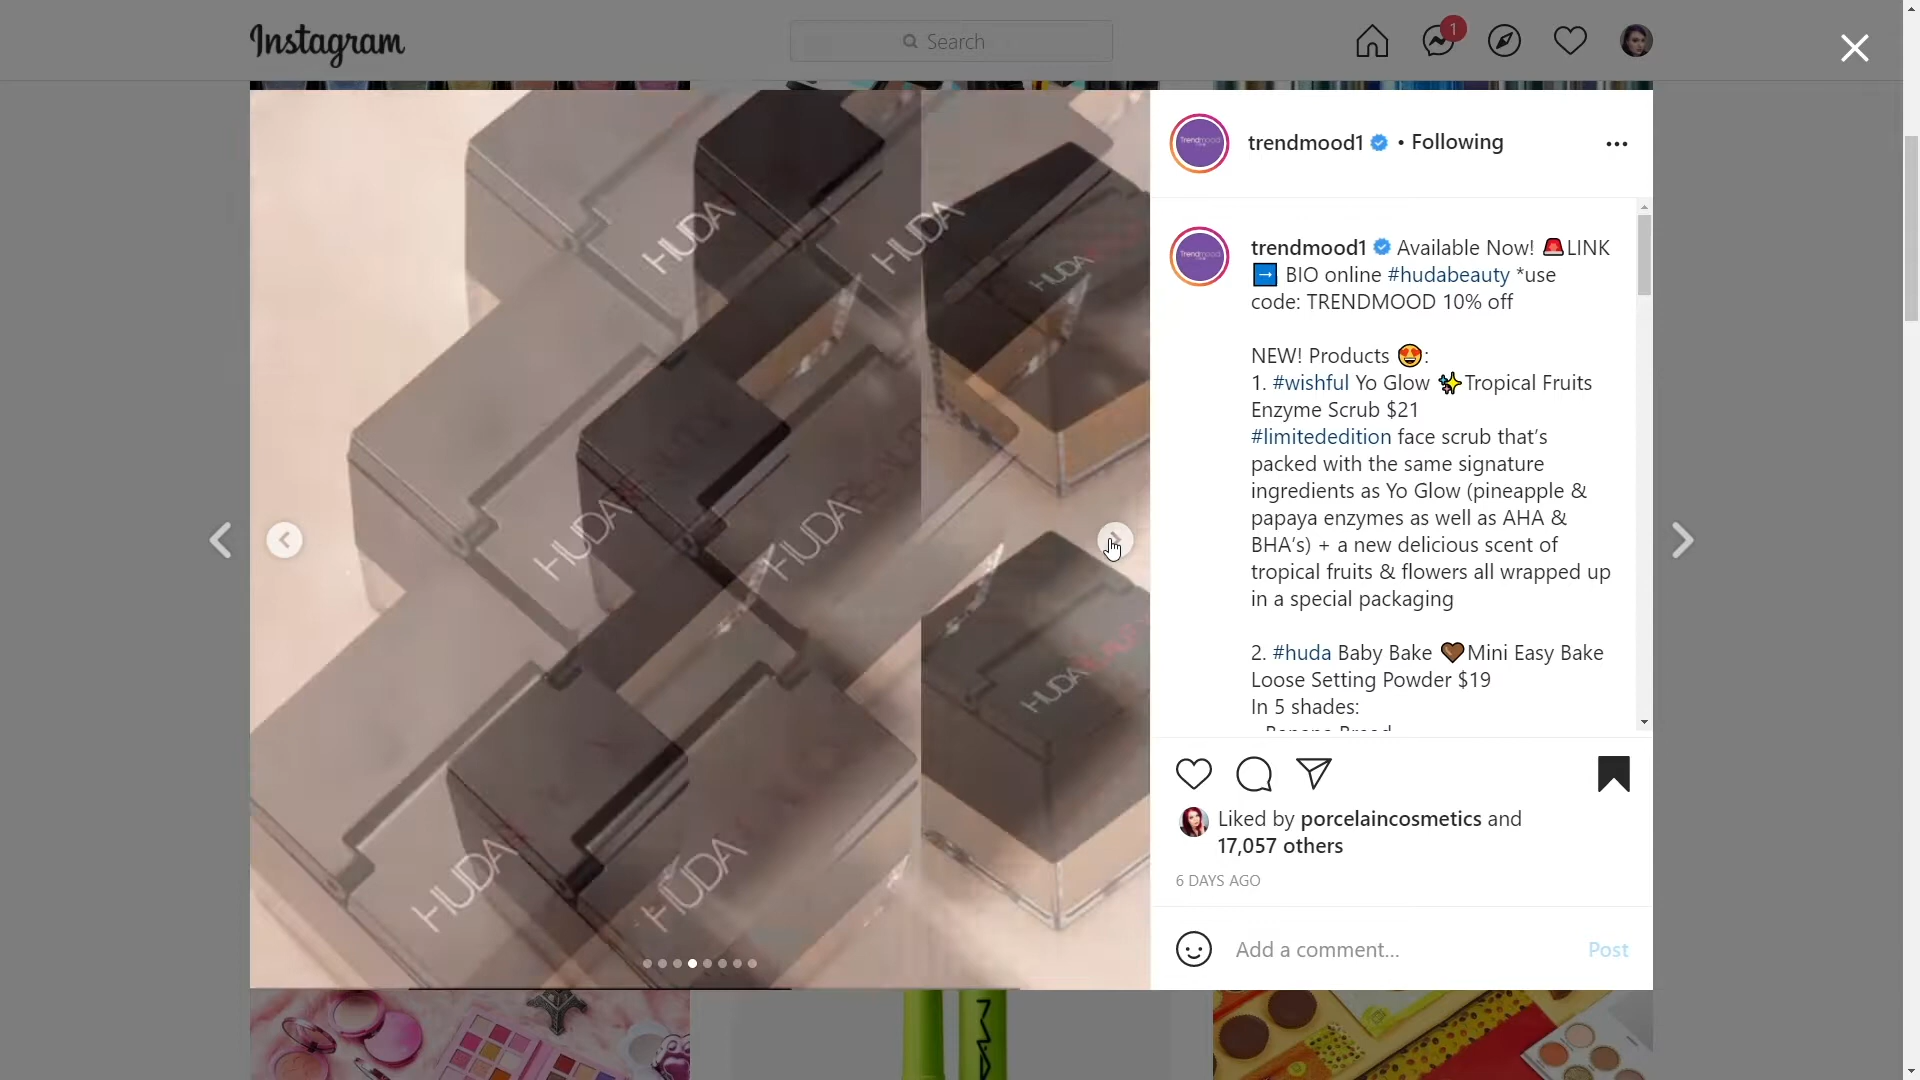 Instagram
Search
1
trendmood1 • Following
Trendmood
trendmood1 Available Now! 🚨LINK
➡️ BIO online #hudabeauty *use
code: TRENDMOOD 10% off
NEW! Products 😍:
1. #wishful Yo Glow ✨Tropical Fruits
Enzyme Scrub $21
#limitededition face scrub that's
packed with the same signature
ingredients as Yo Glow (pineapple &
papaya enzymes as well as AHA &
BHA's) + a new delicious scent of
tropical fruits & flowers all wrapped up
in a special packaging
2. #huda Baby Bake 🤎Mini Easy Bake
Loose Setting Powder $19
In 5 shades:
HUDA
HUDA
HUDA
HUDA
HUDA
HUDABEAUTY
HUDA
HUDA
Liked by porcelaincosmetics and
17,057 others
6 DAYS AGO
Add a comment...
Post
MAC